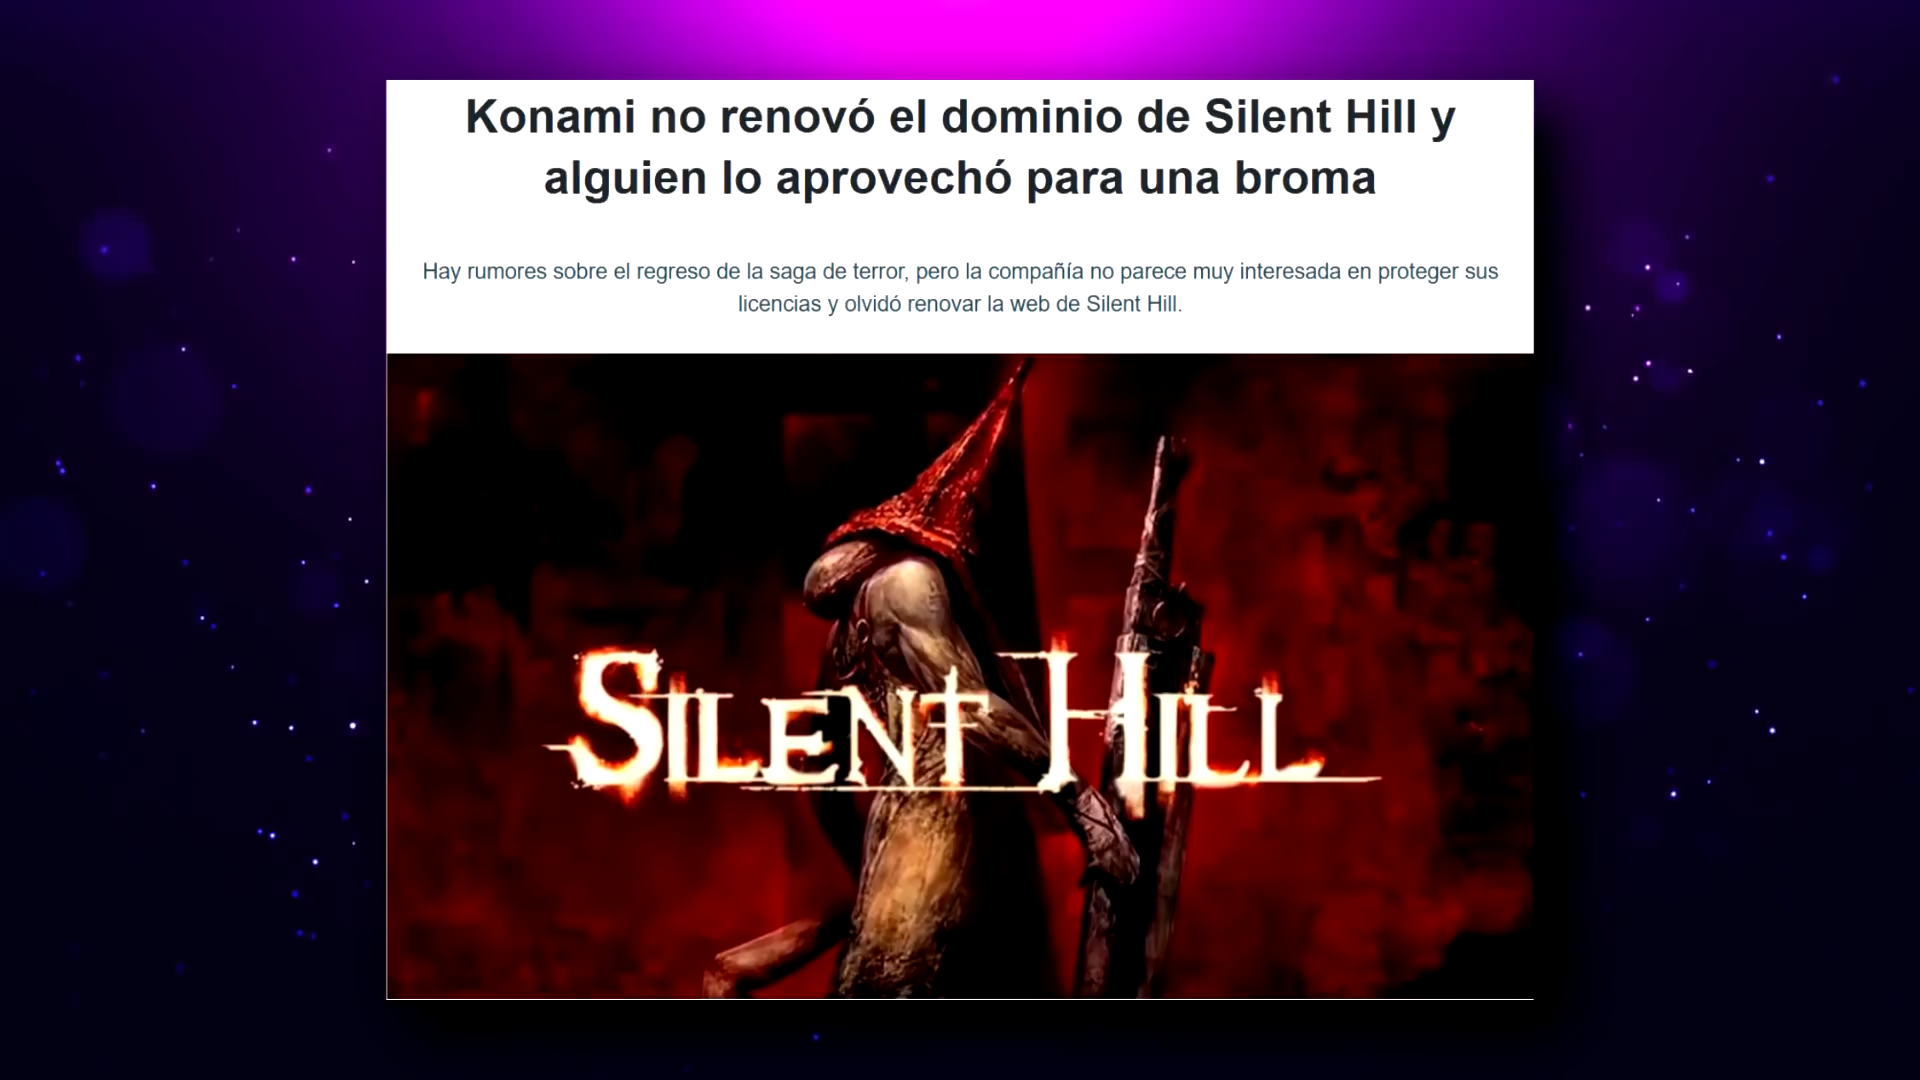 Konami no renovó el dominio de Silent Hill y
alguien lo aprovechó para una broma
Hay rumores sobre el regreso de la saga de terror, pero la compañía no parece muy interesada en proteger sus
licencias y olvidó renovar la web de Silent Hill.
SILENT HILL